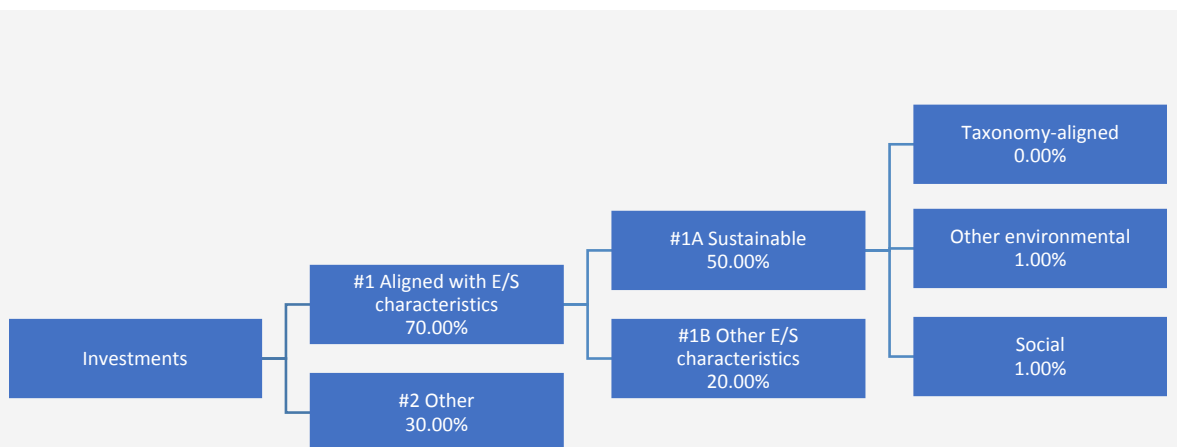 Investments
#1 Aligned with E/S
characteristics
70.00%
#2 Other
30.00%
#1A Sustainable
50.00%
#1B Other E/S
characteristics
20.00%
Taxonomy-aligned
0.00%
Other environmental
1.00%
Social
1.00%